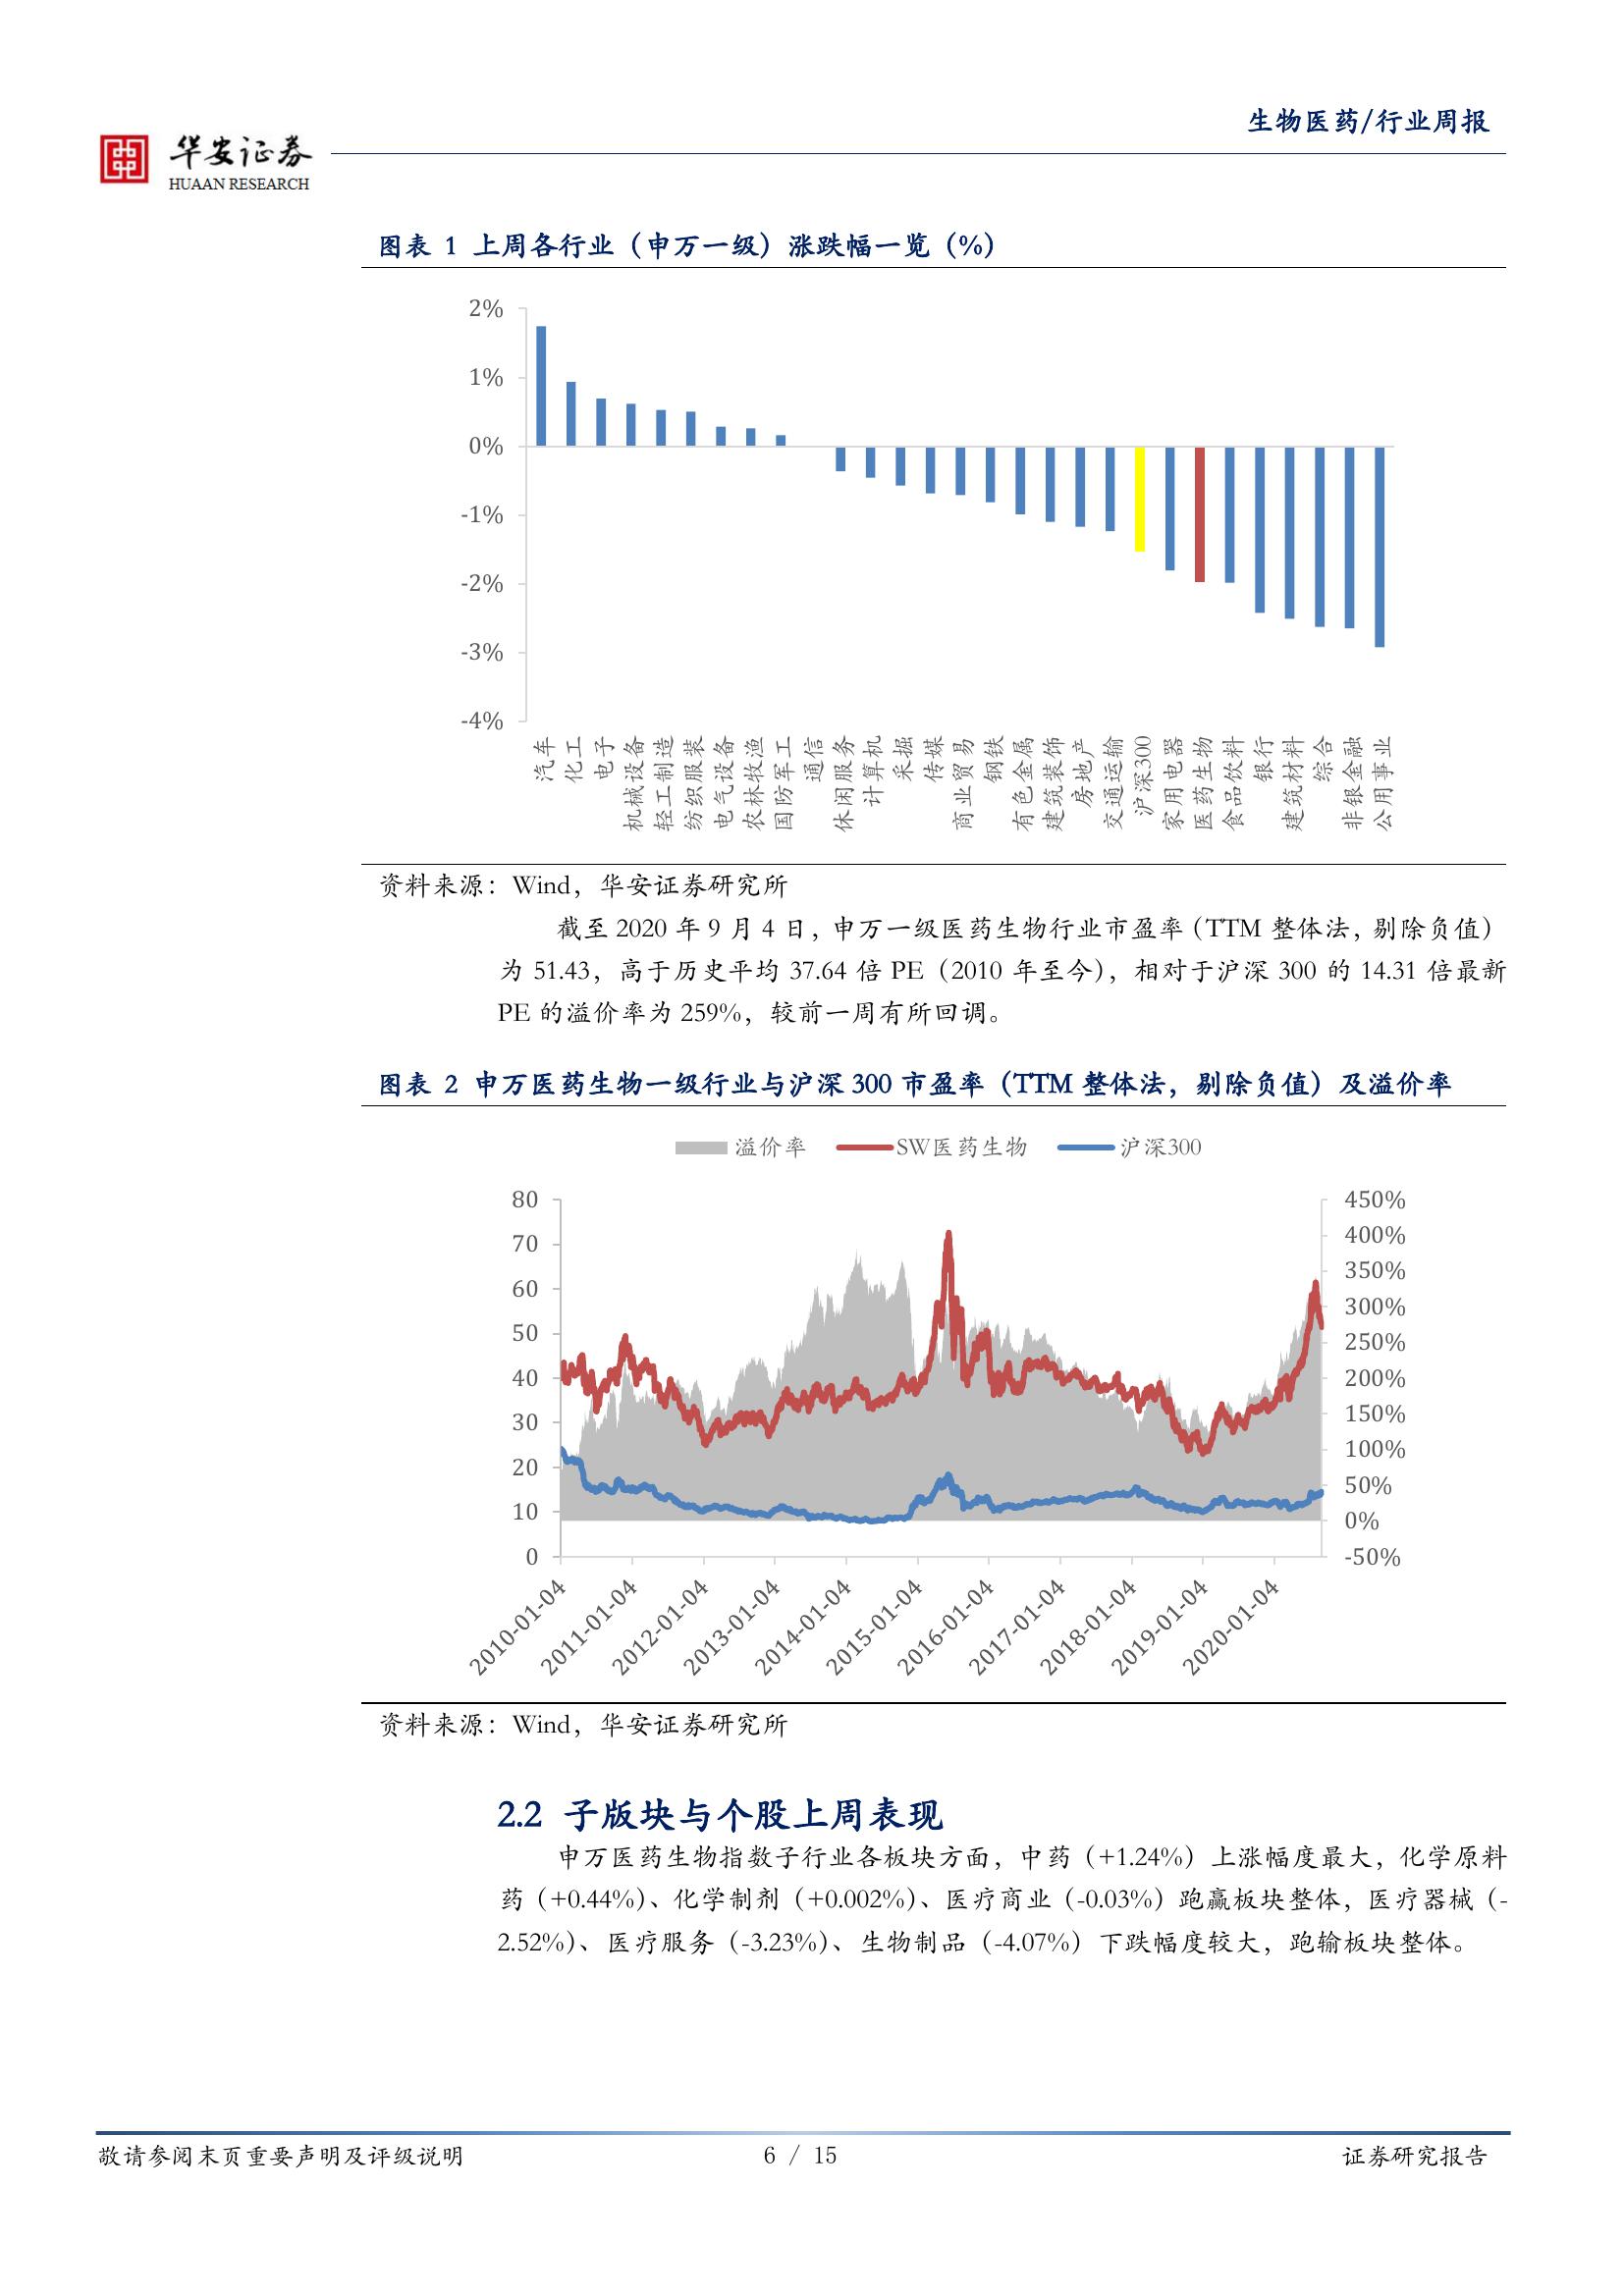 生物医药/行业周报
华安证券
HUAAN RESEARCH
图表 1 上周各行业（申万一级）涨跌幅一览（%）
2%
1%
0%
-1%
-2%
-3%
-4%
汽车
化工
电子
机械设备
轻工制造
纺织服装
电气设备
农林牧渔
国防军工
通信
休闲服务
计算机
采掘
传媒
商业贸易
钢铁
有色金属
建筑装饰
房地产
交通运输
沪深300
家用电器
医药生物
食品饮料
银行
建筑材料
综合
非银金融
公用事业
资料来源：Wind，华安证券研究所
截至 2020 年 9 月 4 日，申万一级医药生物行业市盈率（TTM 整体法，剔除负值）
为 51.43，高于历史平均 37.64 倍 PE（2010 年至今），相对于沪深 300 的 14.31 倍最新
PE 的溢价率为 259%，较前一周有所回调。
图表 2 申万医药生物一级行业与沪深 300 市盈率（TTM 整体法，剔除负值）及溢价率
溢价率 SW医药生物 沪深300
80
70
60
50
40
30
20
10
0
450%
400%
350%
300%
250%
200%
150%
100%
50%
0%
-50%
2010-01-04
2011-01-04
2012-01-04
2013-01-04
2014-01-04
2015-01-04
2016-01-04
2017-01-04
2018-01-04
2019-01-04
2020-01-04
资料来源：Wind，华安证券研究所
2.2 子版块与个股上周表现
申万医药生物指数子行业各板块方面，中药（+1.24%）上涨幅度最大，化学原料
药（+0.44%）、化学制剂（+0.002%）、医疗商业（-0.03%）跑赢板块整体，医疗器械（-
2.52%）、医疗服务（-3.23%）、生物制品（-4.07%）下跌幅度较大，跑输板块整体。
敬请参阅末页重要声明及评级说明
6 / 15
证券研究报告